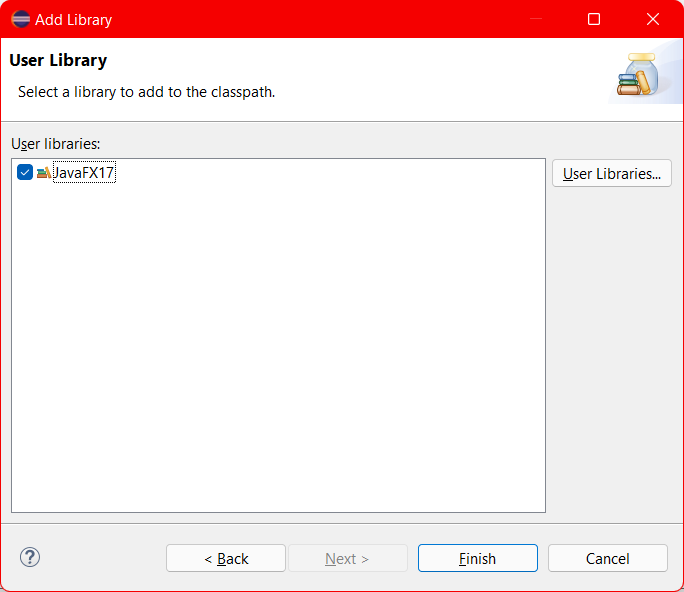 Add Library
User Library
Select a library to add to the classpath.
User libraries:
JavaFX17
User Libraries...
?
< Back
Next >
Finish
Cancel